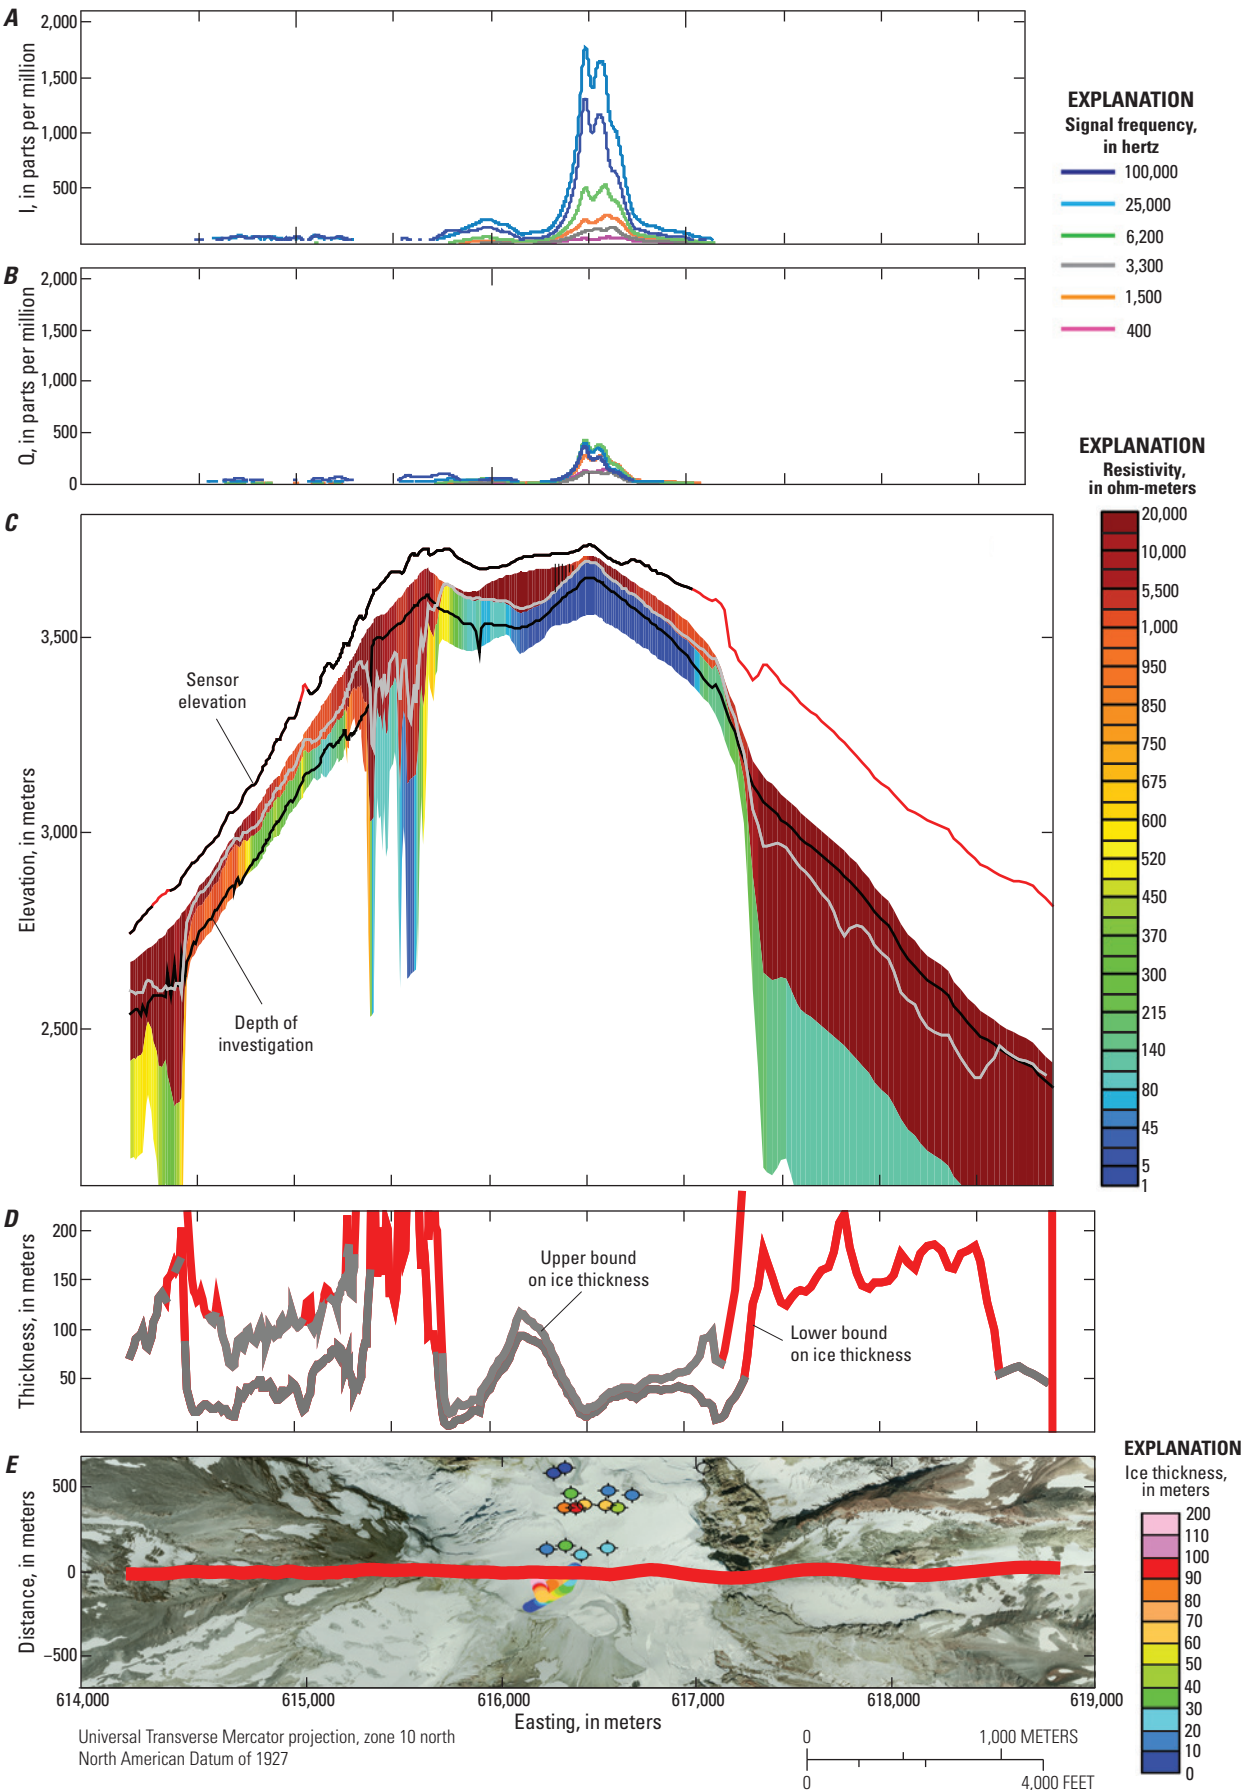 A
2,000
1,500
1,000
500
I, in parts per million
EXPLANATION
Signal frequency,
in hertz
100,000
25,000
6,200
3,300
1,500
400
B
2,000
1,500
1,000
500
0
Q, in parts per million
EXPLANATION
Resistivity,
in ohm-meters
20,000
10,000
5,500
1,000
950
850
750
675
600
520
450
370
300
215
140
80
45
5
1
C
3,500
3,000
2,500
Elevation, in meters
Sensor
elevation
Depth of
investigation
D
200
150
100
50
Thickness, in meters
Upper bound
on ice thickness
Lower bound
on ice thickness
E
500
0
−500
Distance, in meters
EXPLANATION
Ice thickness,
in meters
200
110
100
90
80
70
60
50
40
30
20
10
0
614,000
615,000
616,000
617,000
618,000
619,000
Easting, in meters
Universal Transverse Mercator projection, zone 10 north
North American Datum of 1927
0
1,000 METERS
0
4,000 FEET